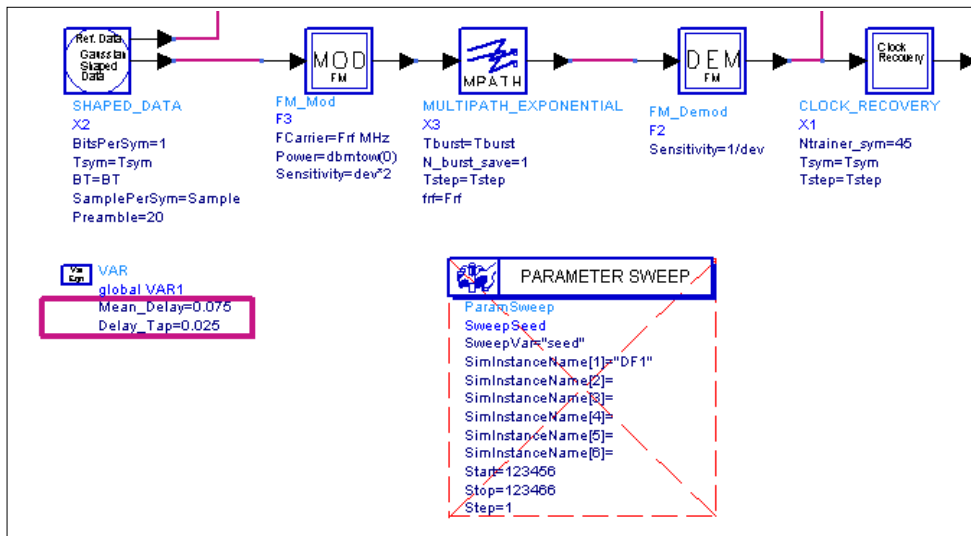 Ref. Data
Gaussian
Shaped
Data
SHAPED_DATA
X2
BitsPerSym=1
Tsym=Tsym
BT=BT
SamplePerSym=Sample
Preamble=20
MOD
FM
FM_Mod
F3
FCarrier=Frf MHz
Power=dbmtow(0)
Sensitivity=dev*2
MPATH
MULTIPATH_EXPONENTIAL
X3
Tburst=Tburst
N_burst_save=1
Tstep=Tstep
frf=Frf
DEM
FM
FM_Demod
F2
Sensitivity=1/dev
Clock
Recovery
CLOCK_RECOVERY
X1
Ntrainer_sym=45
Tsym=Tsym
Tstep=Tstep
Var
Eqn
VAR
global VAR1
Mean_Delay=0.075
Delay_Tap=0.025
PARAMETER SWEEP
ParamSweep
SweepSeed
SweepVar="seed"
SimInstanceName[1]="DF1"
SimInstanceName[2]=
SimInstanceName[3]=
SimInstanceName[4]=
SimInstanceName[5]=
SimInstanceName[6]=
Start=123456
Stop=123466
Step=1